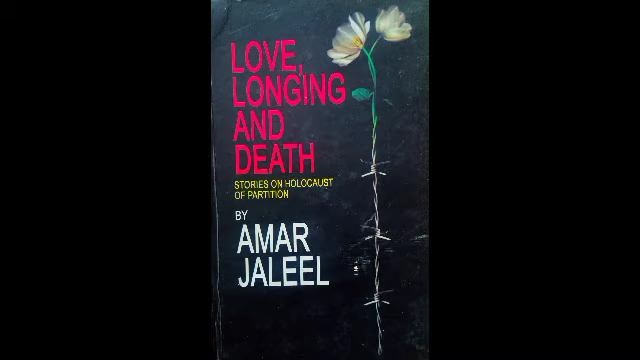 LOVE,
LONGING
AND
DEATH
STORIES ON HOLOCAUST
OF PARTITION
BY
AMAR
JALEEL